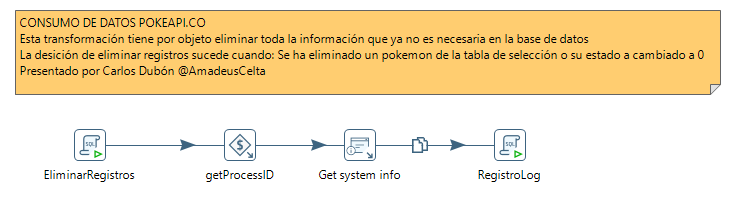 CONSUMO DE DATOS POKEAPI.CO
Esta transformación tiene por objeto eliminar toda la información que ya no es necesaria en la base de datos
La desición de eliminar registros sucede cuando: Se ha eliminado un pokemon de la tabla de selección o su estado a cambiado a 0
Presentado por Carlos Dubón @AmadeusCelta
SQL
$
SQL
EliminarRegistros
getProcessID
Get system info
RegistroLog